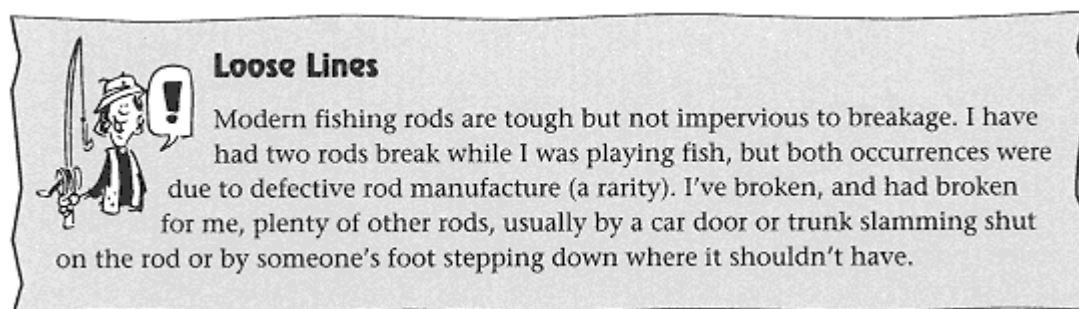 Loose Lines
!
Modern fishing rods are tough but not impervious to breakage. I have
had two rods break while I was playing fish, but both occurrences were
due to defective rod manufacture (a rarity). I've broken, and had broken
for me, plenty of other rods, usually by a car door or trunk slamming shut
on the rod or by someone's foot stepping down where it shouldn't have.